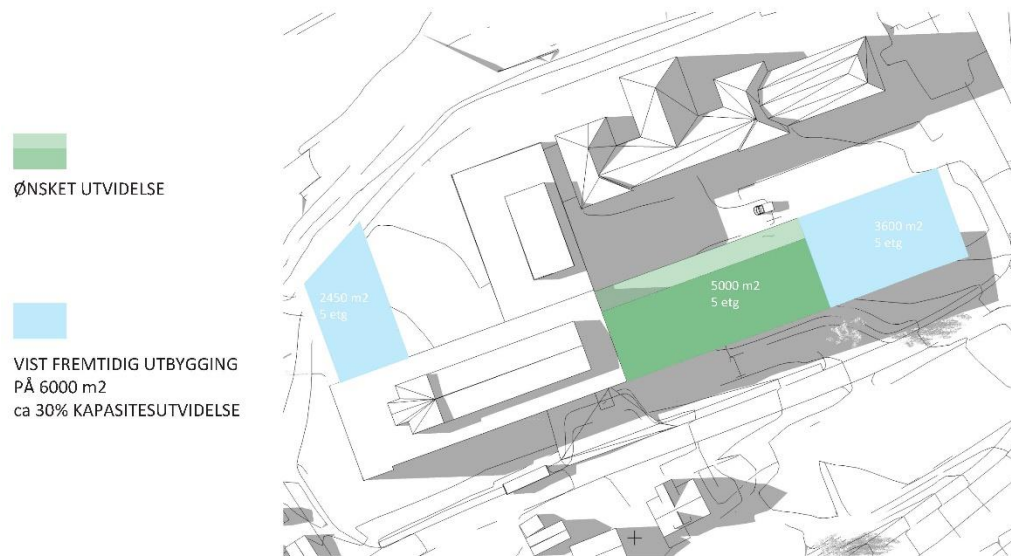 ØNSKET UTVIDELSE
VIST FREMTIDIG UTBYGGING
PÅ 6000 m2
ca 30% KAPASITESUTVIDELSE
2450 m2
5 etg
5000 m2
5 etg
3600 m2
5 etg